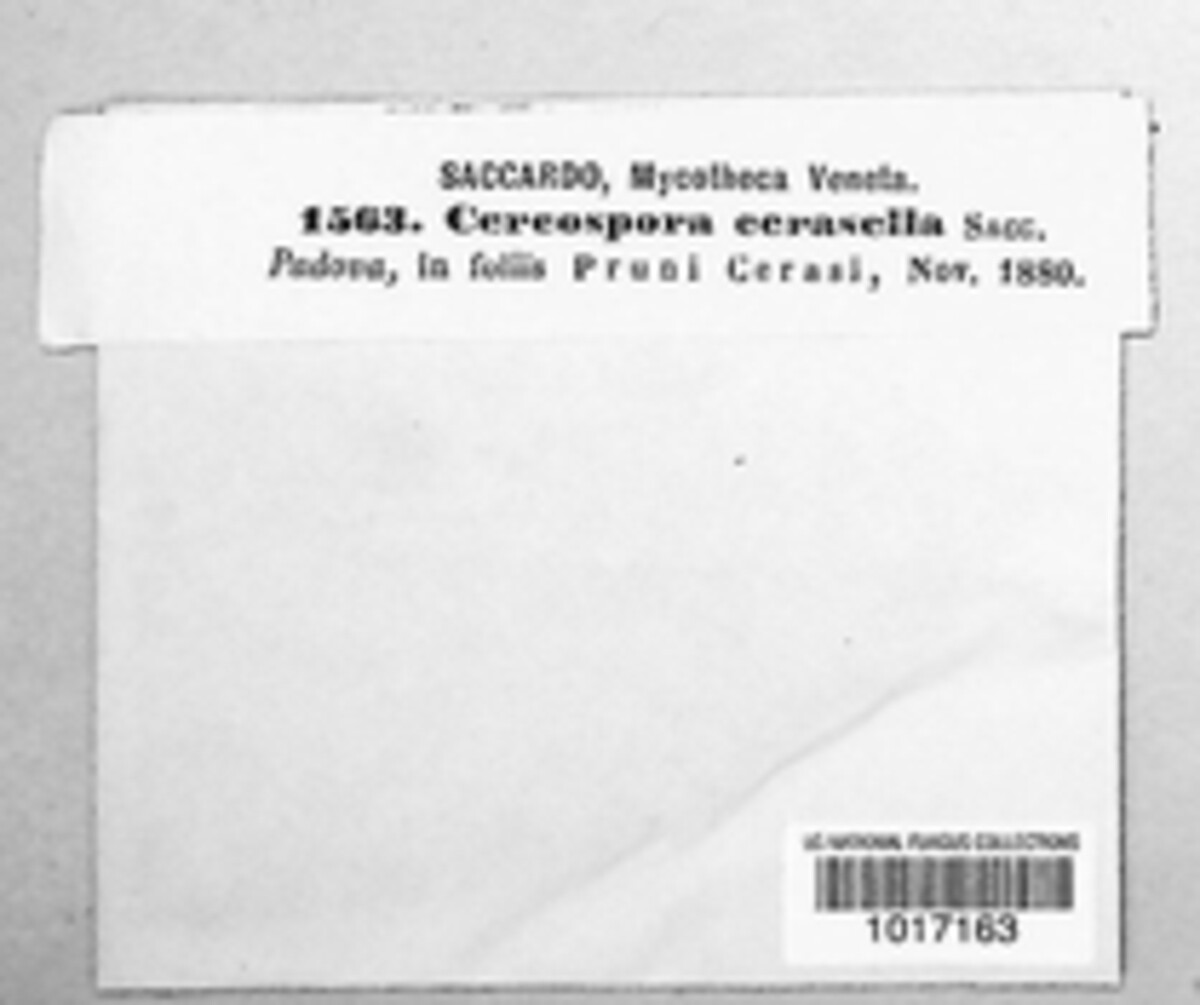 SACCARDO, Mycotheca Veneta.
1563. Cercospora cerasella Sacc.
Padova, in foliis Pruni Cerasi, Nov. 1880.
US NATIONAL FUNGUS COLLECTIONS
1017163